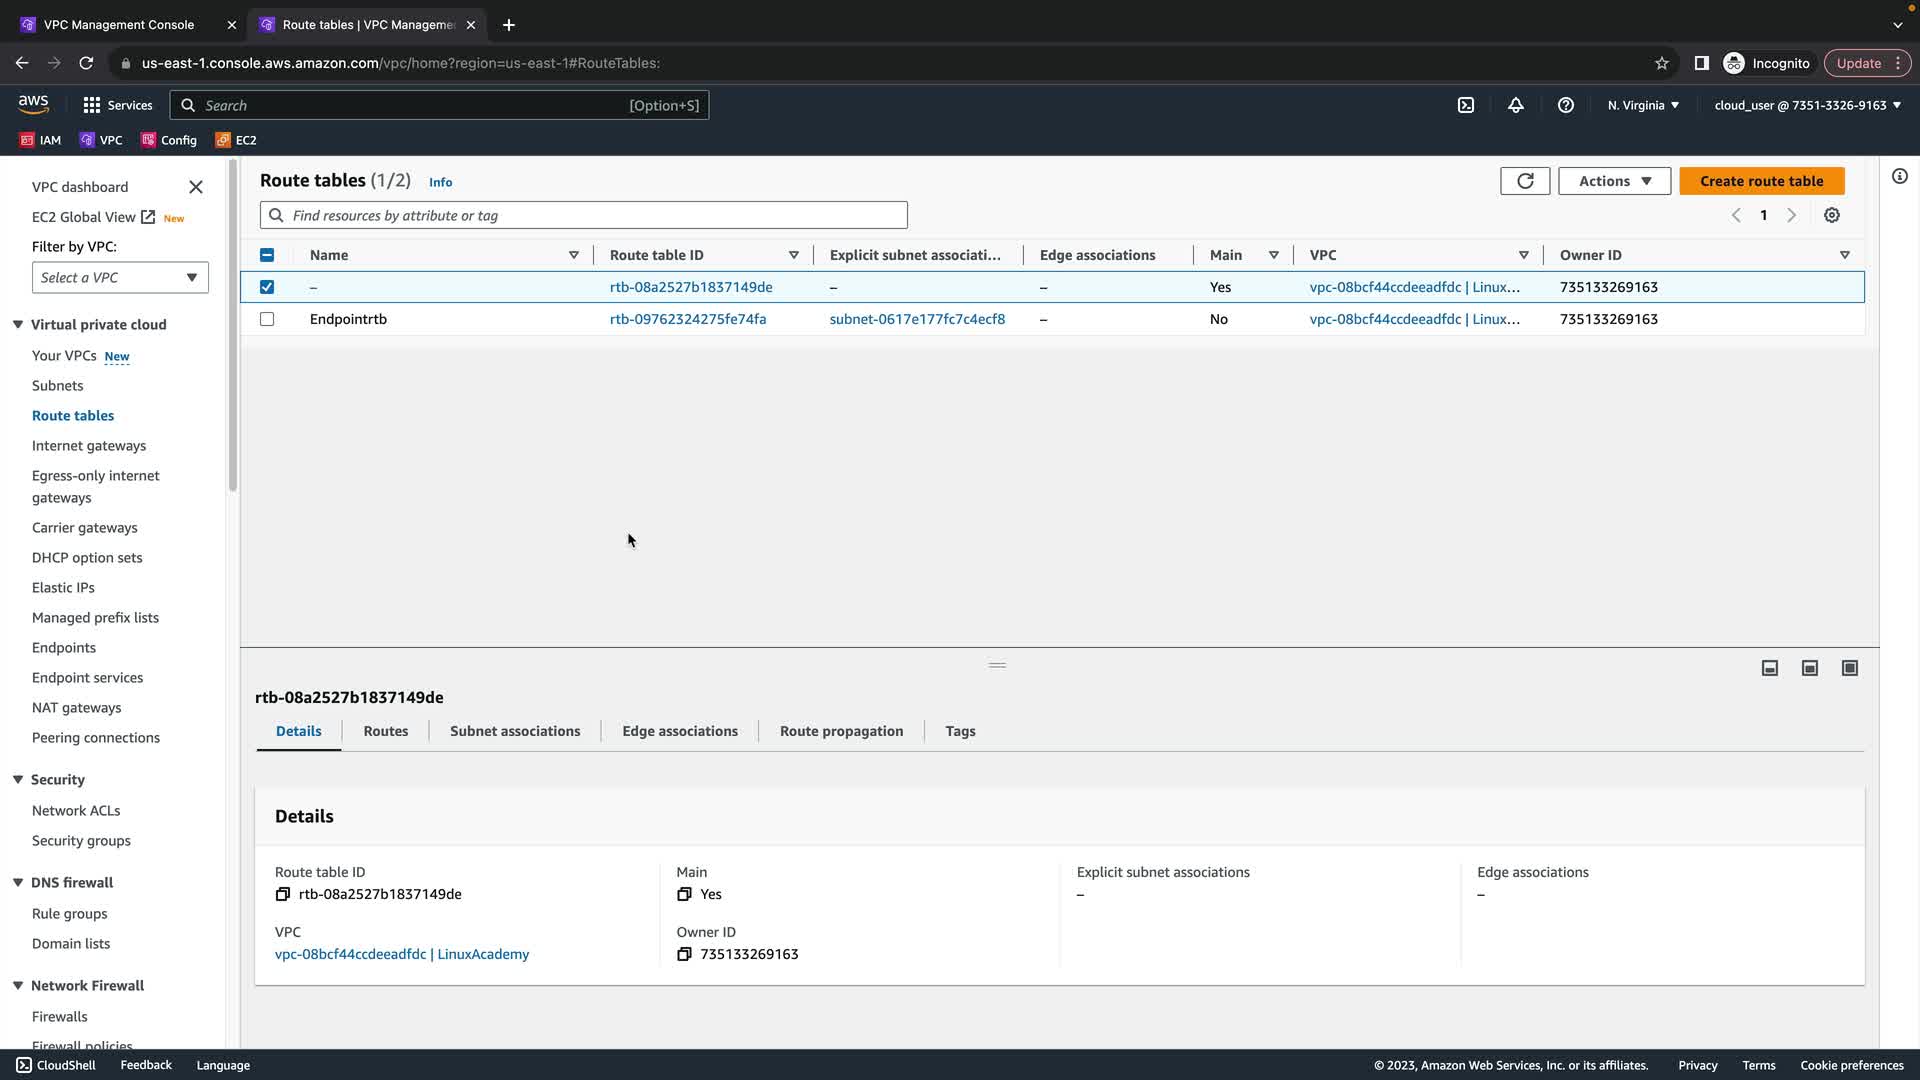 VPC Management Console
Route tables | VPC Manageme
us-east-1.console.aws.amazon.com/vpc/home?region=us-east-1#RouteTables:
Incognito
Update
aws
Services
Search
[Option+S]
N. Virginia
cloud_user @ 7351-3326-9163
IAM
VPC
Config
EC2
VPC dashboard
EC2 Global View
New
Filter by VPC:
Select a VPC
Virtual private cloud
Your VPCs New
Subnets
Route tables
Internet gateways
Egress-only internet
gateways
Carrier gateways
DHCP option sets
Elastic IPs
Managed prefix lists
Endpoints
Endpoint services
NAT gateways
Peering connections
Security
Network ACLs
Security groups
DNS firewall
Rule groups
Domain lists
Network Firewall
Firewalls
Firewall policies
Route tables (1/2) Info
Actions
Create route table
Find resources by attribute or tag
1
Name Route table ID Explicit subnet associati... Edge associations Main VPC Owner ID
– rtb-08a2527b1837149de – – Yes vpc-08bcf44ccdeeadfdc | Linux... 735133269163
Endpointrtb rtb-09762324275fe74fa subnet-0617e177fc7c4ecf8 – No vpc-08bcf44ccdeeadfdc | Linux... 735133269163
rtb-08a2527b1837149de
Details Routes Subnet associations Edge associations Route propagation Tags
Details
Route table ID
rtb-08a2527b1837149de
Main
Yes
Explicit subnet associations
–
Edge associations
–
VPC
vpc-08bcf44ccdeeadfdc | LinuxAcademy
Owner ID
735133269163
CloudShell
Feedback
Language
© 2023, Amazon Web Services, Inc. or its affiliates.
Privacy
Terms
Cookie preferences